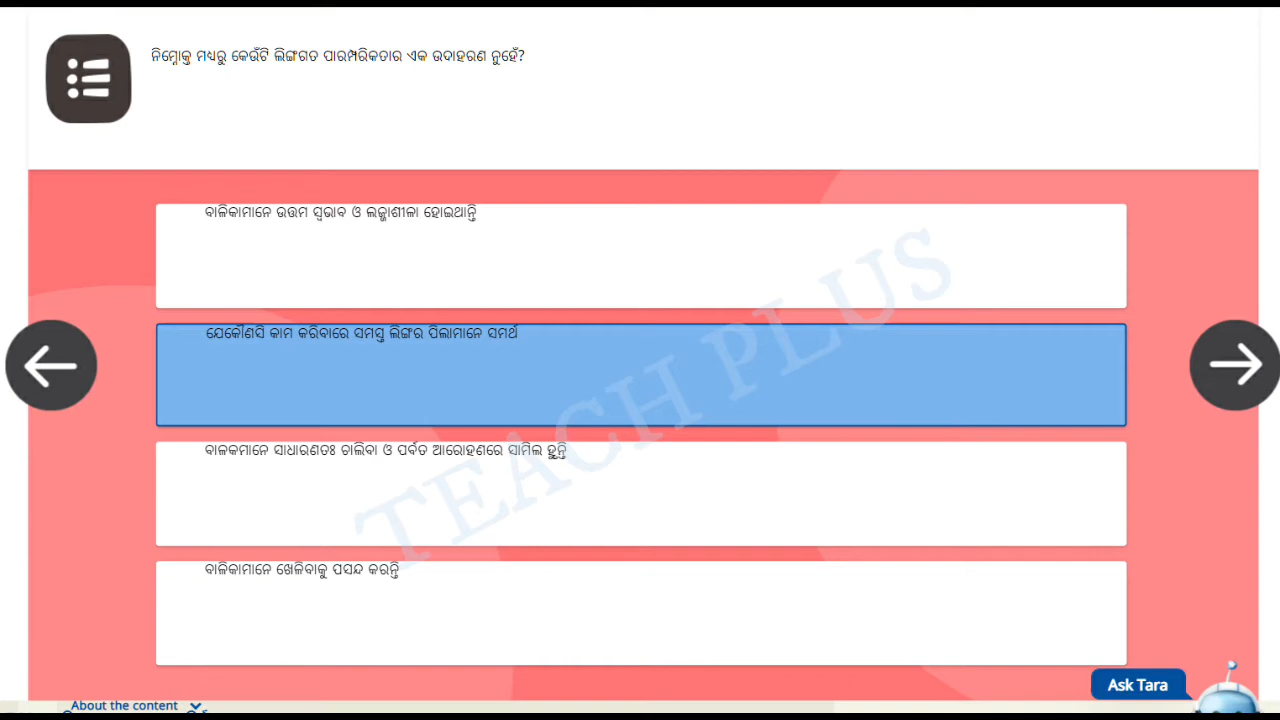 ନିମ୍ନୋକ୍ତ ମଧ୍ୟରୁ କେଉଁଟି ଲିଙ୍ଗଗତ ପାରମ୍ପରିକତାର ଏକ ଉଦାହରଣ ନୁହେଁ?
ବାଳିକାମାନେ ଉତ୍ତମ ସ୍ୱଭାବ ଓ ଲଜ୍ଜାଶୀଳା ହୋଇଥାନ୍ତି
ଯେକୌଣସି କାମ କରିବାରେ ସମସ୍ତ ଲିଙ୍ଗର ପିଲାମାନେ ସମର୍ଥ
ବାଳକମାନେ ସାଧାରଣତଃ ଚାଲିବା ଓ ପର୍ବତ ଆରୋହଣରେ ସାମିଲ ହୁନ୍ତି
ବାଳିକାମାନେ ଖେଳିବାକୁ ପସନ୍ଦ କରନ୍ତି
TEACH PLUS
Ask Tara
About the content